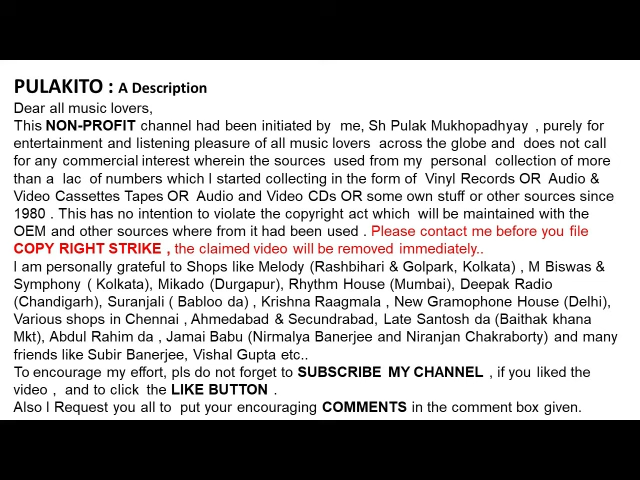 PULAKITO : A Description
Dear all music lovers,
This NON-PROFIT channel had been initiated by me, Sh Pulak Mukhopadhyay , purely for
entertainment and listening pleasure of all music lovers across the globe and does not call
for any commercial interest wherein the sources used from my personal collection of more
than a lac of numbers which I started collecting in the form of Vinyl Records OR Audio &
Video Cassettes Tapes OR Audio and Video CDs OR some own stuff or other sources since
1980 . This has no intention to violate the copyright act which will be maintained with the
OEM and other sources where from it had been used . Please contact me before you file
COPY RIGHT STRIKE , the claimed video will be removed immediately..
I am personally grateful to Shops like Melody (Rashbihari & Golpark, Kolkata) , M Biswas &
Symphony ( Kolkata), Mikado (Durgapur), Rhythm House (Mumbai), Deepak Radio
(Chandigarh), Suranjali ( Babloo da) , Krishna Raagmala , New Gramophone House (Delhi),
Various shops in Chennai , Ahmedabad & Secundrabad, Late Santosh da (Baithak khana
Mkt), Abdul Rahim da , Jamai Babu (Nirmalya Banerjee and Niranjan Chakraborty) and many
friends like Subir Banerjee, Vishal Gupta etc..
To encourage my effort, pls do not forget to SUBSCRIBE MY CHANNEL , if you liked the
video , and to click the LIKE BUTTON .
Also I Request you all to put your encouraging COMMENTS in the comment box given.